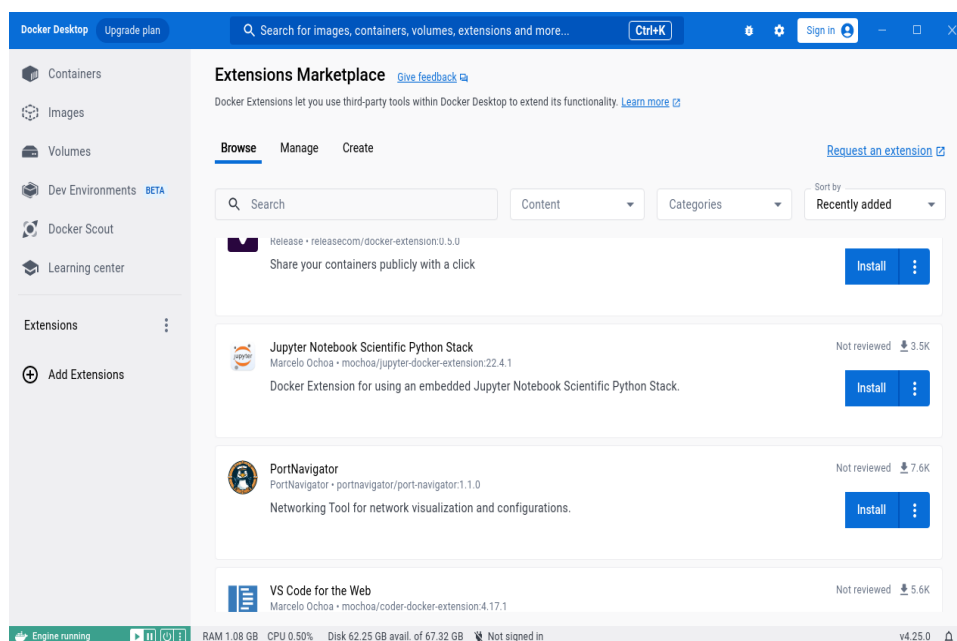 Docker Desktop Upgrade plan Search for images, containers, volumes, extensions and more... Ctrl+K Sign in
Containers
Images
Volumes
Dev Environments BETA
Docker Scout
Learning center
Extensions
Add Extensions
Extensions Marketplace Give feedback
Docker Extensions let you use third-party tools within Docker Desktop to extend its functionality. Learn more
Browse Manage Create Request an extension
Search Content Categories Sort by Recently added
Release • releasecom/docker-extension:0.5.0
Share your containers publicly with a click
Install
Jupyter Notebook Scientific Python Stack Not reviewed 3.5K
Marcelo Ochoa • mochoa/jupyter-docker-extension:22.4.1
Docker Extension for using an embedded Jupyter Notebook Scientific Python Stack. Install
jupyter
PortNavigator Not reviewed 7.6K
PortNavigator • portnavigator/port-navigator:1.1.0
Networking Tool for network visualization and configurations. Install
VS Code for the Web Not reviewed 5.6K
Marcelo Ochoa • mochoa/coder-docker-extension:4.17.1
Engine running RAM 1.08 GB CPU 0.50% Disk 62.25 GB avail. of 67.32 GB Not signed in v4.25.0